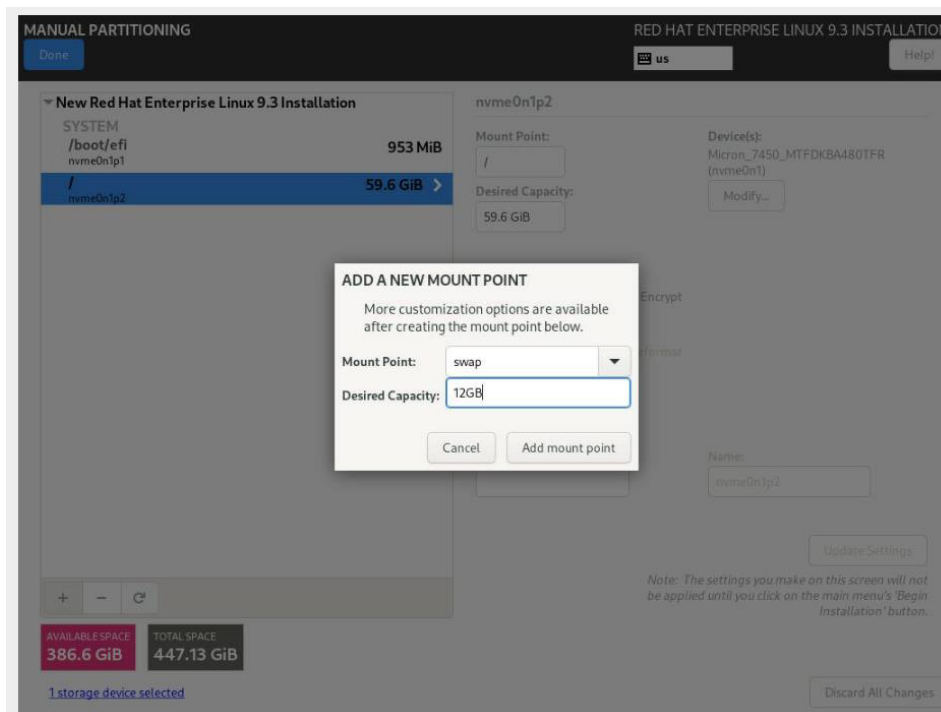 MANUAL PARTITIONING
RED HAT ENTERPRISE LINUX 9.3 INSTALLATIO
Done
us
Help!
New Red Hat Enterprise Linux 9.3 Installation
SYSTEM
/boot/efi
953 MiB
nvme0n1p1
/
59.6 GiB
nvme0n1p2
nvme0n1p2
Mount Point:
/
Desired Capacity:
59.6 GiB
Device(s):
Micron_7450_MTFDKBA480TFR
(nvme0n1)
Modify...
ADD A NEW MOUNT POINT
More customization options are available
after creating the mount point below.
Mount Point:
swap
Desired Capacity:
12GB
Cancel
Add mount point
Encrypt
Name:
nvme0n1p2
Update Settings
Note: The settings you make on this screen will not
be applied until you click on the main menu's 'Begin
Installation' button.
+ −
AVAILABLE SPACE
386.6 GiB
TOTAL SPACE
447.13 GiB
1 storage device selected
Discard All Changes